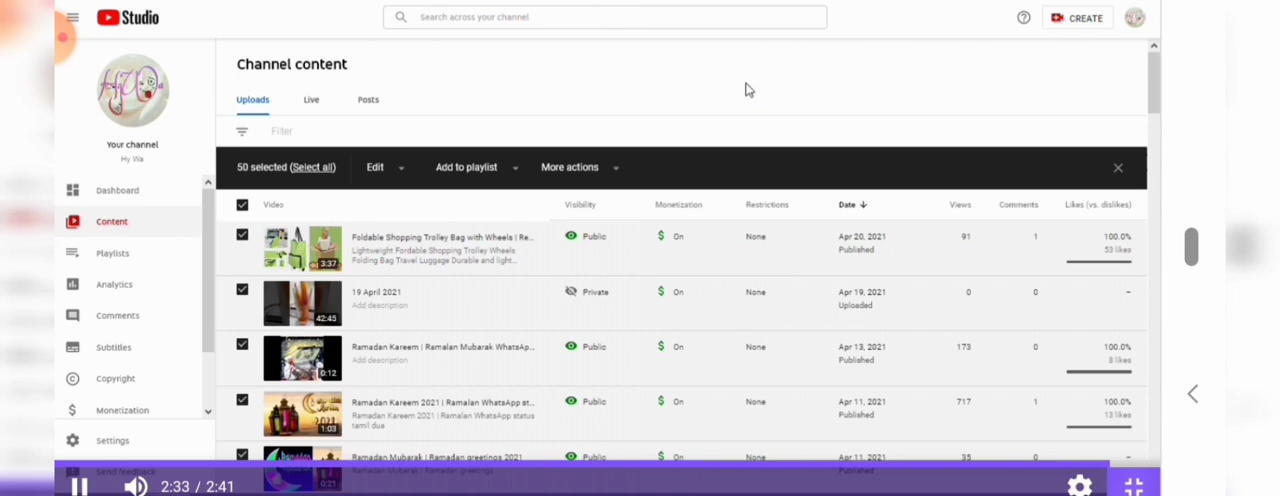 Studio
Search across your channel
CREATE
Your channel
Hy Wa
Dashboard
Content
Playlists
Analytics
Comments
Subtitles
Copyright
Monetization
Settings
Send feedback
Channel content
Uploads
Live
Posts
Filter
50 selected (Select all)
Edit
Add to playlist
More actions
Video
Visibility
Monetization
Restrictions
Date
Views
Comments
Likes (vs. dislikes)
3:37
Foldable Shopping Trolley Bag with Wheels | Re...
Lightweight Fordable Shopping Trolley Wheels
Folding Bag Travel Luggage Durable and light...
Public
On
None
Apr 20, 2021
Published
91
1
100.0%
53 likes
42:45
19 April 2021
Add description
Private
On
None
Apr 19, 2021
Uploaded
0
0
–
0:12
Ramadan Kareem | Ramalan Mubarak WhatsAp...
Add description
Public
On
None
Apr 13, 2021
Published
173
0
100.0%
8 likes
1:03
Ramadan Kareem 2021 | Ramalan WhatsApp st...
Ramadan Kareem 2021 | Ramalan WhatsApp status
tamil dua
Public
On
None
Apr 11, 2021
Published
717
1
100.0%
13 likes
0:21
Ramadan Mubarak | Ramadan greetings 2021
Ramadan Mubarak | Ramadan greetings
Public
On
None
Apr 11, 2021
Published
35
0
–
2:33 / 2:41